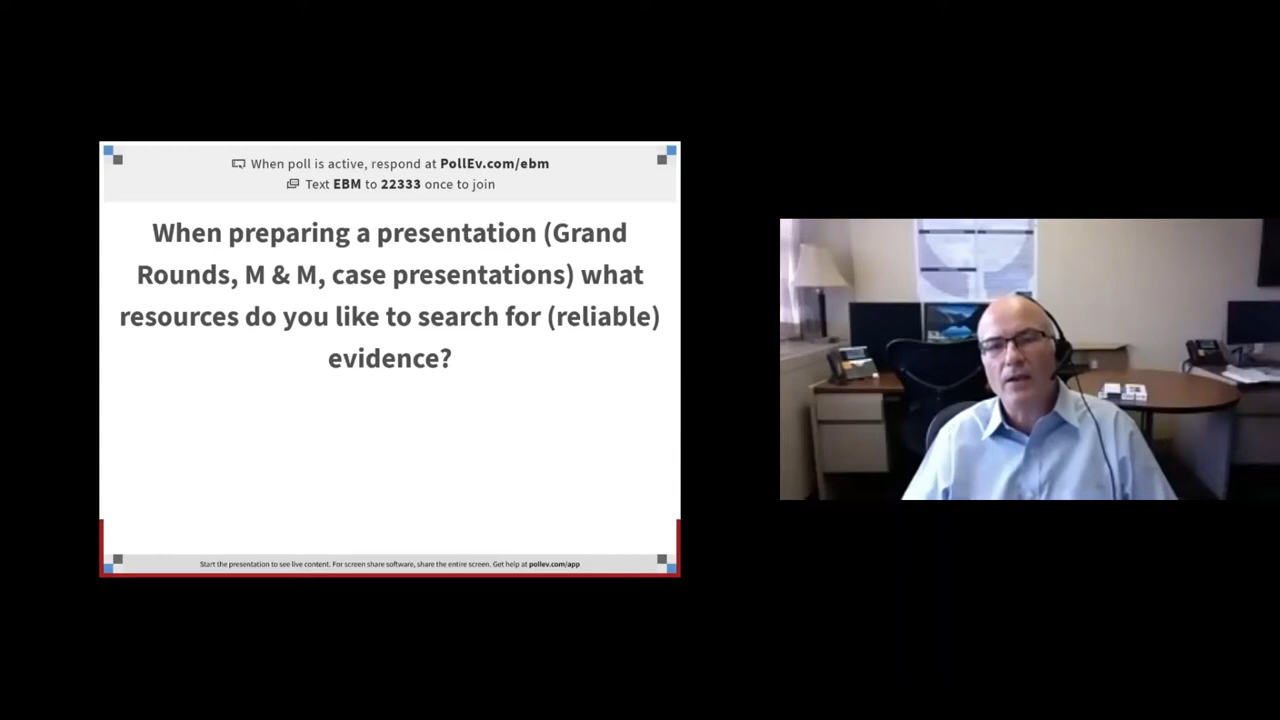 When poll is active, respond at PollEv.com/ebm
Text EBM to 22333 once to join
When preparing a presentation (Grand
Rounds, M & M, case presentations) what
resources do you like to search for (reliable)
evidence?
Start the presentation to see live content. For screen share software, share the entire screen. Get help at pollev.com/app